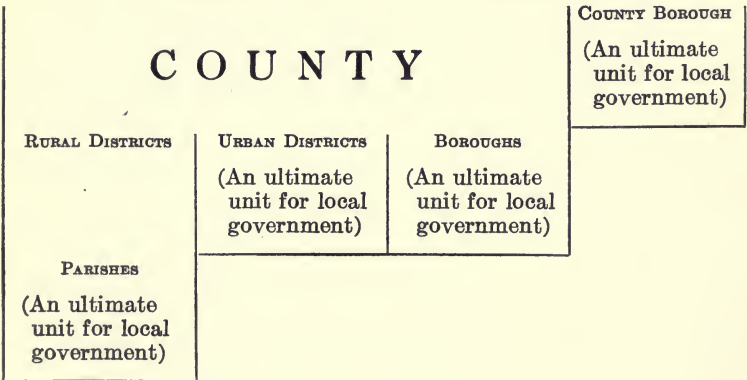 COUNTY BOROUGH
(An ultimate
unit for local
government)
COUNTY
RURAL DISTRICTS
URBAN DISTRICTS
BOROUGHS
(An ultimate
unit for local
government)
(An ultimate
unit for local
government)
PARISHES
(An ultimate
unit for local
government)